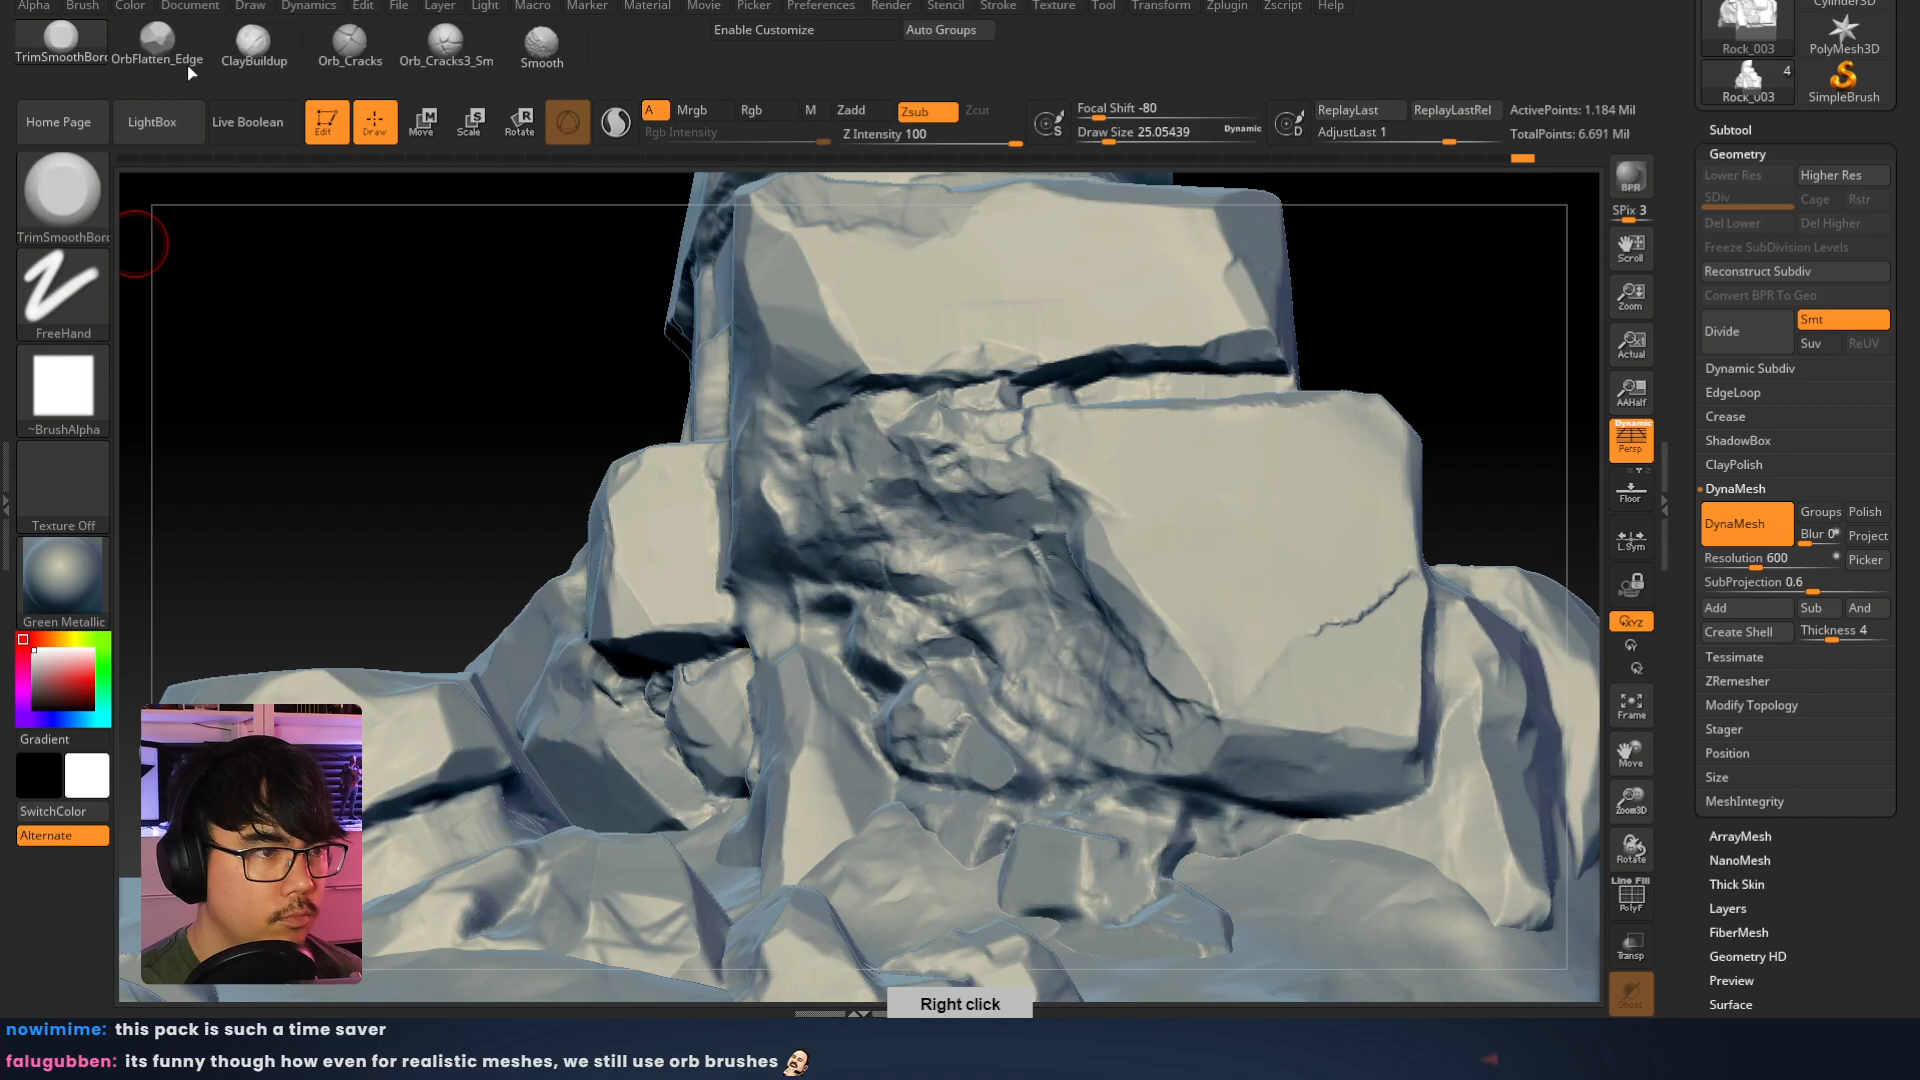 Alpha Brush Color Document Draw Dynamics Edit File Layer Light Macro Marker Material Movie Picker Preferences Render Stencil Stroke Texture Tool Transform Zplugin Zscript Help
TrimSmoothBord OrbFlatten_Edge ClayBuildup Orb_Cracks Orb_Cracks3_Sm Smooth
Enable Customize Auto Groups
Home Page LightBox Live Boolean Edit Draw Move Scale Rotate
A Mrgb Rgb M Zadd Zsub Zcut
Rgb Intensity Z Intensity 100
S Focal Shift -80
Draw Size 25.05439 Dynamic
D ReplayLast ReplayLastRel
AdjustLast 1
ActivePoints: 1.184 Mil
TotalPoints: 6.691 Mil
TrimSmoothBord
FreeHand
~BrushAlpha
Texture Off
Green Metallic
Gradient
SwitchColor
Alternate
BPR
SPix 3
Scroll
Zoom
Actual
AAHalf
Dynamic
Persp
Floor
L.Sym
XYZ
Frame
Move
Zoom3D
Rotate
Line Fill
PolyF
Transp
Ghost
Cylinder3D
Rock_003 PolyMesh3D
4
Rock_003 SimpleBrush
Subtool
Geometry
Lower Res Higher Res
SDiv Cage Rstr
Del Lower Del Higher
Freeze SubDivision Levels
Reconstruct Subdiv
Convert BPR To Geo
Divide Smt
Suv ReUV
Dynamic Subdiv
EdgeLoop
Crease
ShadowBox
ClayPolish
DynaMesh
DynaMesh Groups Polish
Blur 0 Project
Resolution 600 Picker
SubProjection 0.6
Add Sub And
Create Shell Thickness 4
Tessimate
ZRemesher
Modify Topology
Stager
Position
Size
MeshIntegrity
ArrayMesh
NanoMesh
Thick Skin
Layers
FiberMesh
Geometry HD
Preview
Surface
Right click
nowimime: this pack is such a time saver
falugubben: its funny though how even for realistic meshes, we still use orb brushes